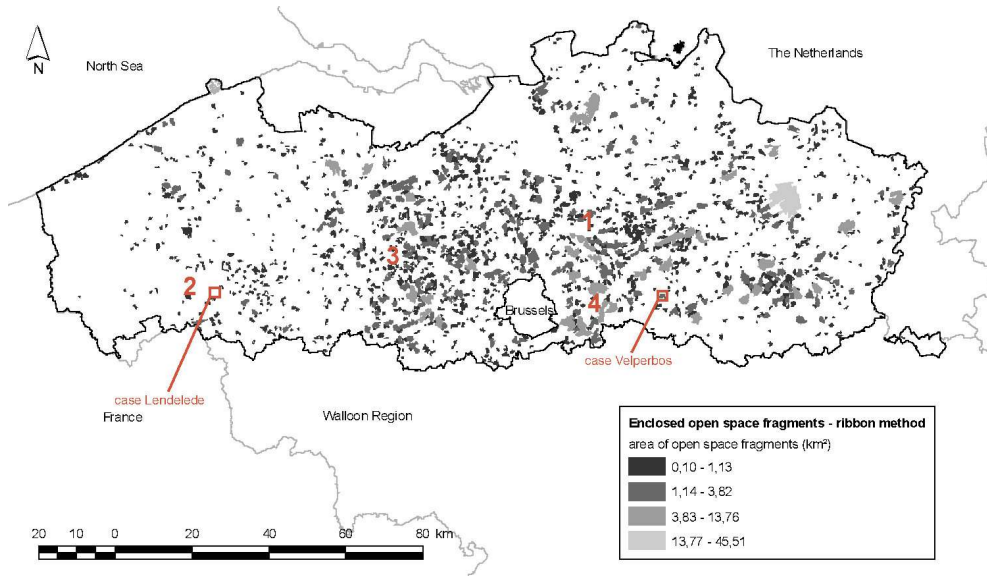 N
North Sea
The Netherlands
1
3
2
4
Brussels
case Velperbos
case Lendelede
France
Walloon Region
Enclosed open space fragments - ribbon method
area of open space fragments (km²)
0,10 - 1,13
1,14 - 3,82
3,83 - 13,76
13,77 - 45,51
20 10 0 20 40 60 80 km